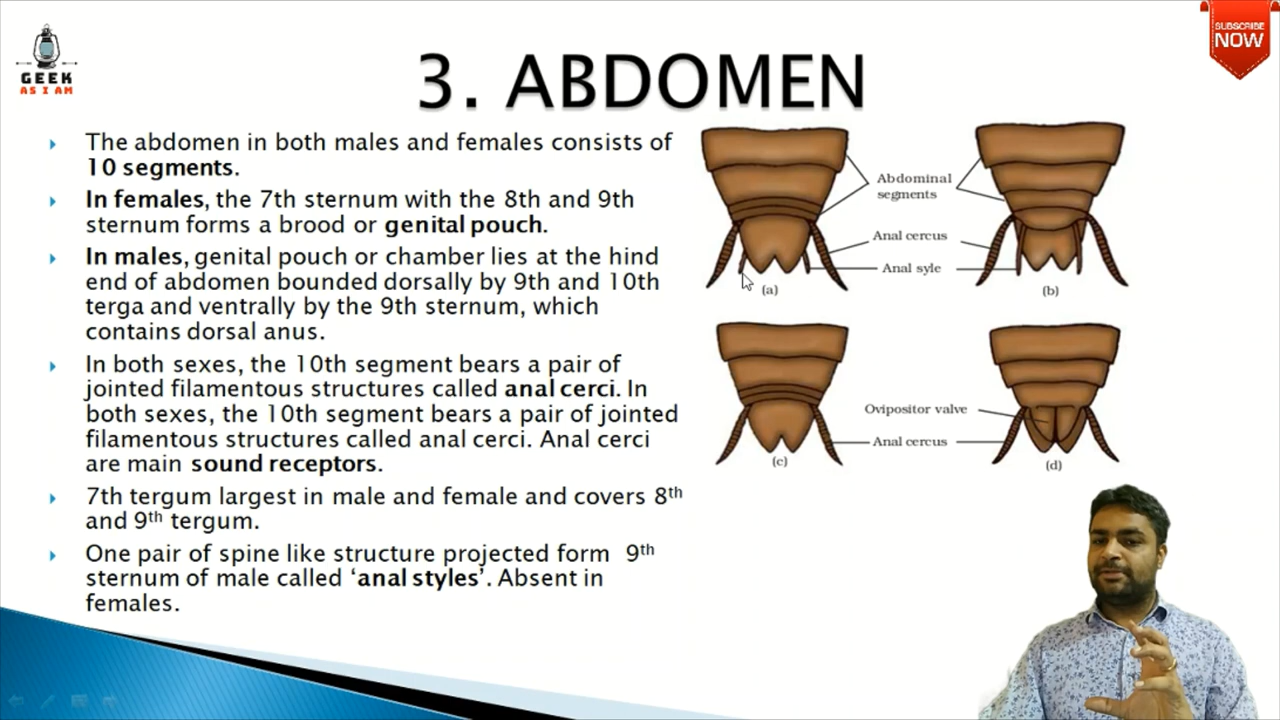 GEEK
AS I AM
SUBSCRIBE
NOW
3. ABDOMEN
The abdomen in both males and females consists of
10 segments.
In females, the 7th sternum with the 8th and 9th
sternum forms a brood or genital pouch.
In males, genital pouch or chamber lies at the hind
end of abdomen bounded dorsally by 9th and 10th
terga and ventrally by the 9th sternum, which
contains dorsal anus.
In both sexes, the 10th segment bears a pair of
jointed filamentous structures called anal cerci. In
both sexes, the 10th segment bears a pair of jointed
filamentous structures called anal cerci. Anal cerci
are main sound receptors.
7th tergum largest in male and female and covers 8th
and 9th tergum.
One pair of spine like structure projected form 9th
sternum of male called ‘anal styles’. Absent in
females.
Abdominal
segments
Anal cercus
Anal syle
(a)
(b)
Ovipositor valve
Anal cercus
(c)
(d)